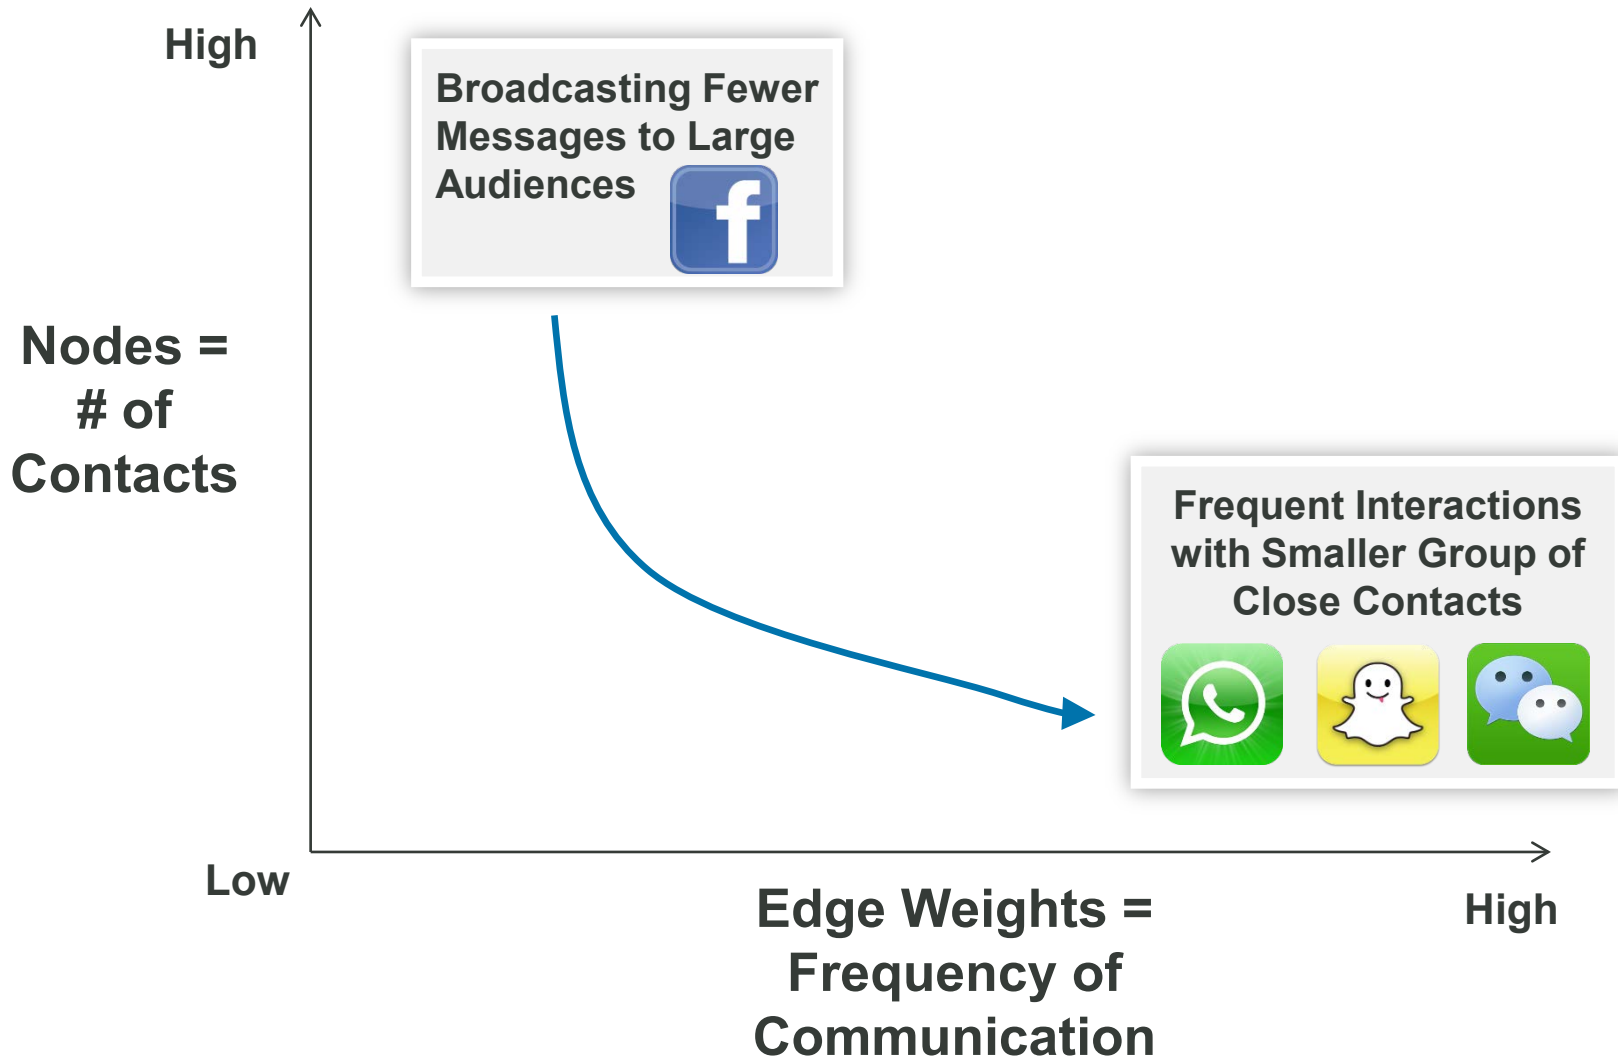 High
Broadcasting Fewer
Messages to Large
Audiences
f
Nodes =
# of
Contacts
Frequent Interactions
with Smaller Group of
Close Contacts
Low
Edge Weights =
Frequency of
Communication
High